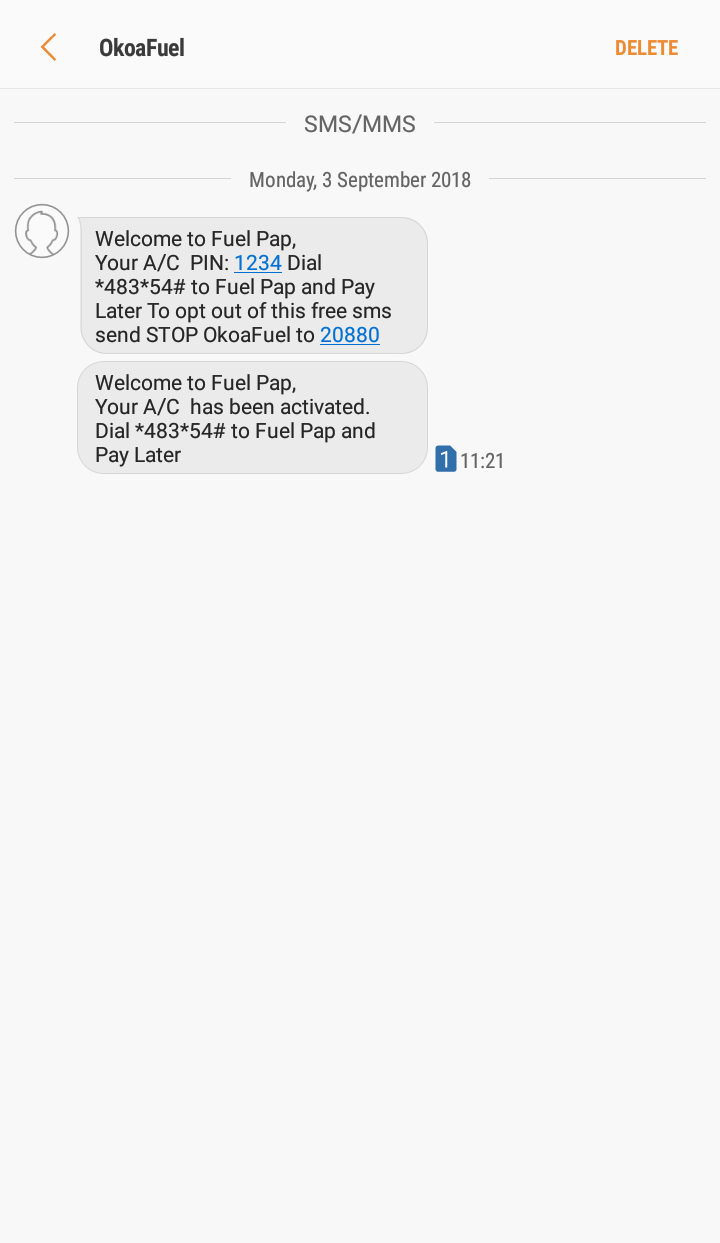 OkoaFuel
DELETE
SMS/MMS
Monday, 3 September 2018
Welcome to Fuel Pap,
Your A/C  PIN: 1234 Dial
*483*54# to Fuel Pap and Pay
Later To opt out of this free sms
send STOP OkoaFuel to 20880
Welcome to Fuel Pap,
Your A/C  has been activated.
Dial *483*54# to Fuel Pap and
Pay Later
1 11:21